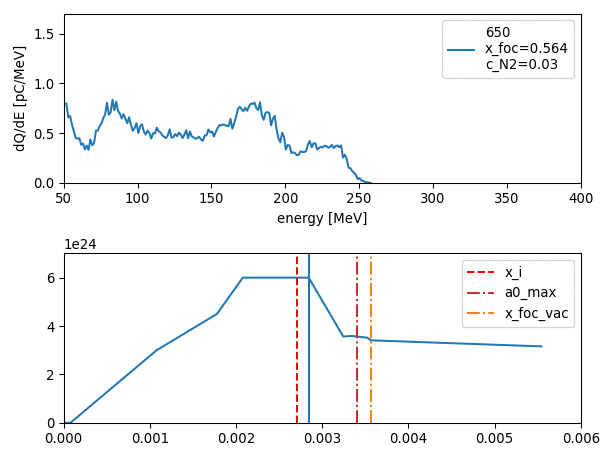 1.5
1.0
0.5
0.0
dQ/dE [pC/MeV]
650
x_foc=0.564
c_N2=0.03
50 100 150 200 250 300 350 400
energy [MeV]
1e24
6
4
2
0
x_i
a0_max
x_foc_vac
0.000 0.001 0.002 0.003 0.004 0.005 0.006